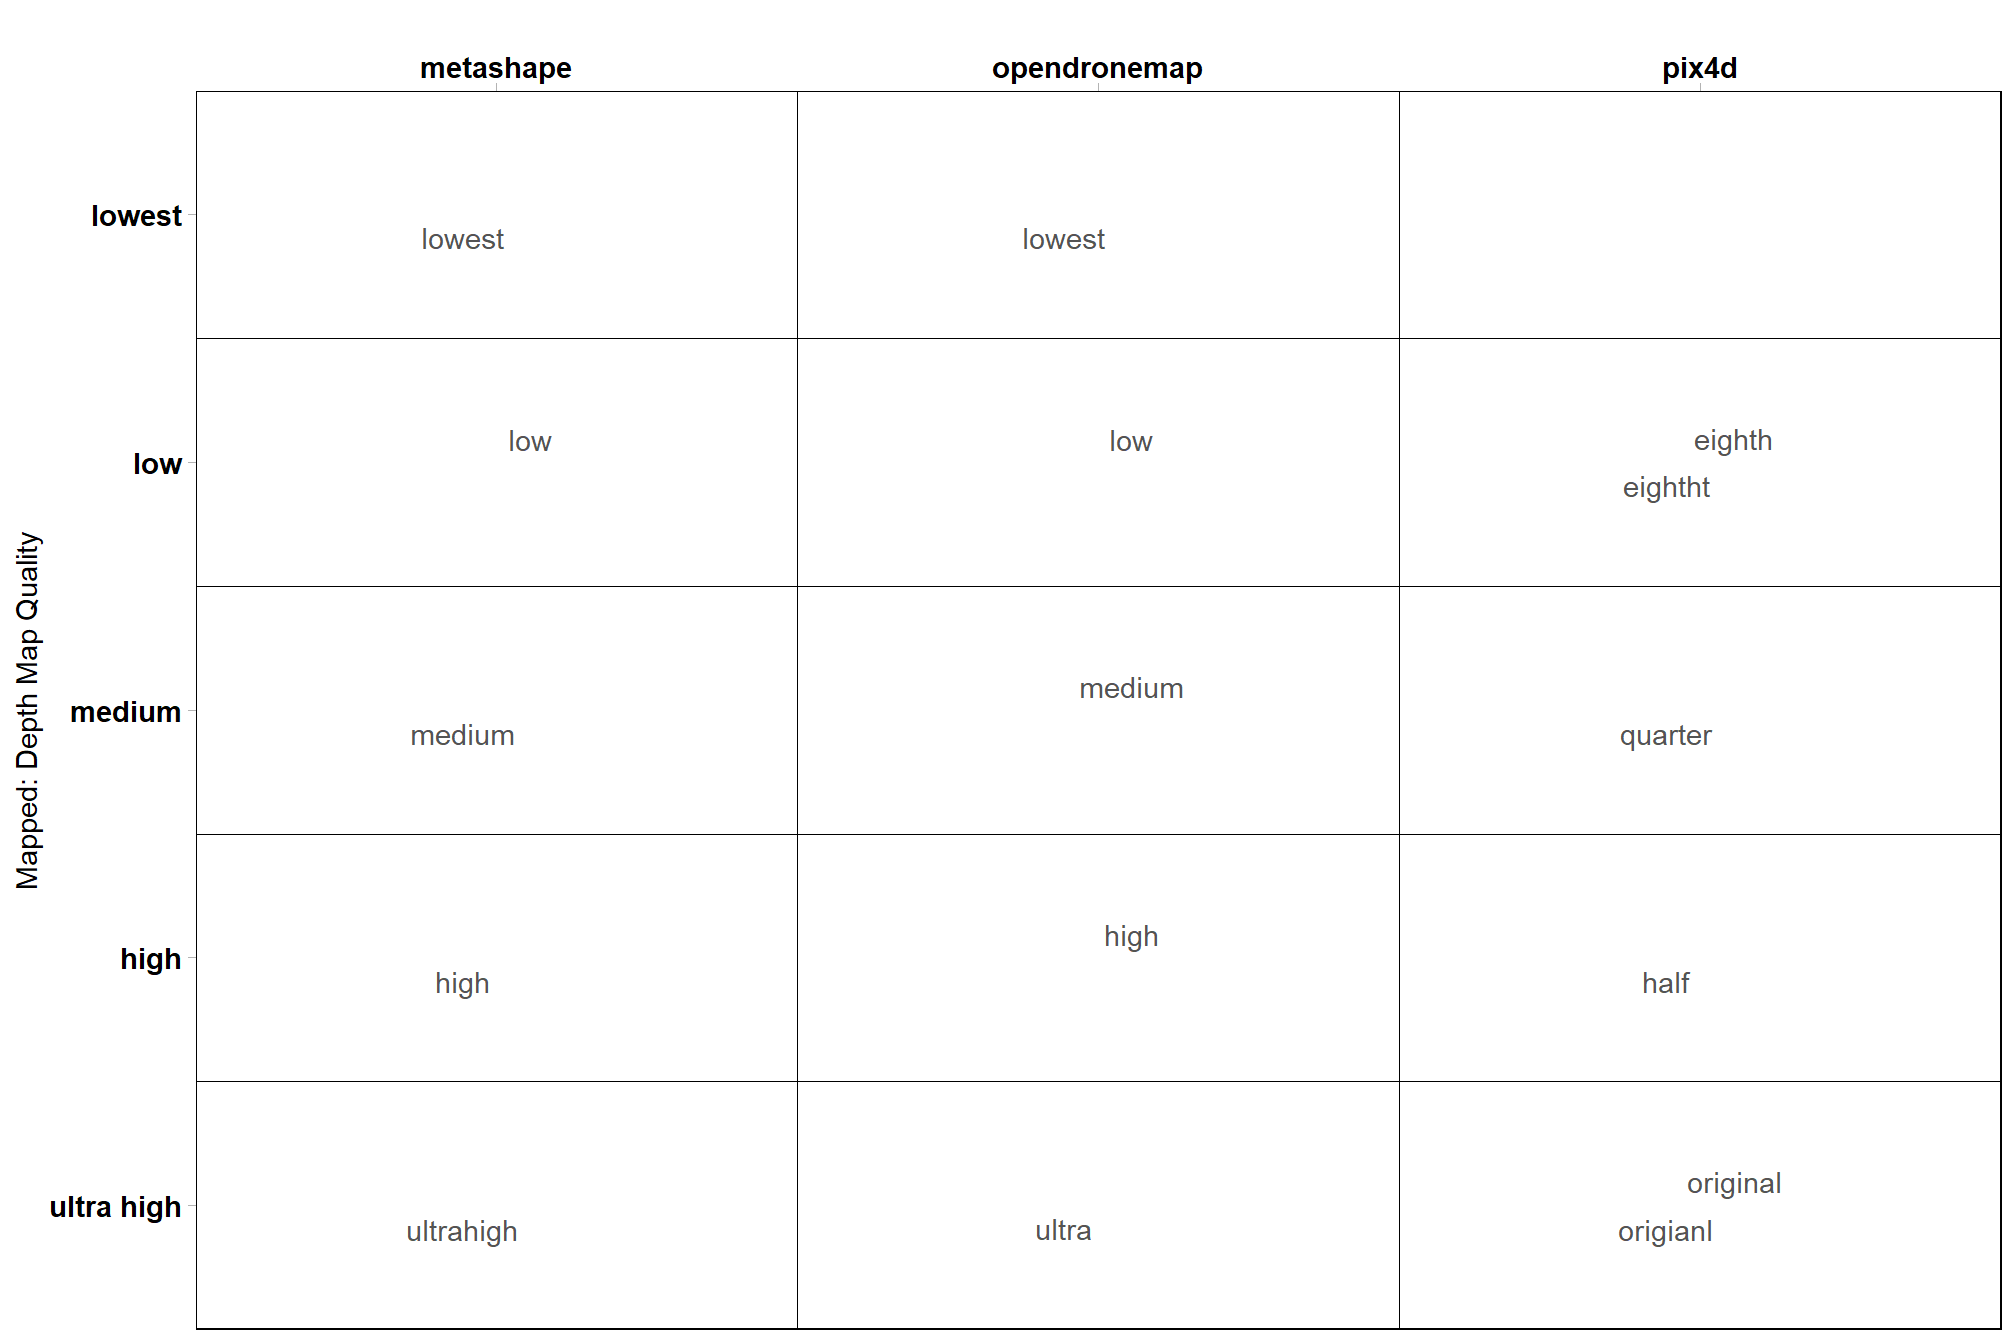 metashape opendronemap pix4d
Mapped: Depth Map Quality
lowest lowest lowest
low low low eighth
eightht
medium medium medium quarter
high high high half
ultra high ultrahigh ultra original
origianl